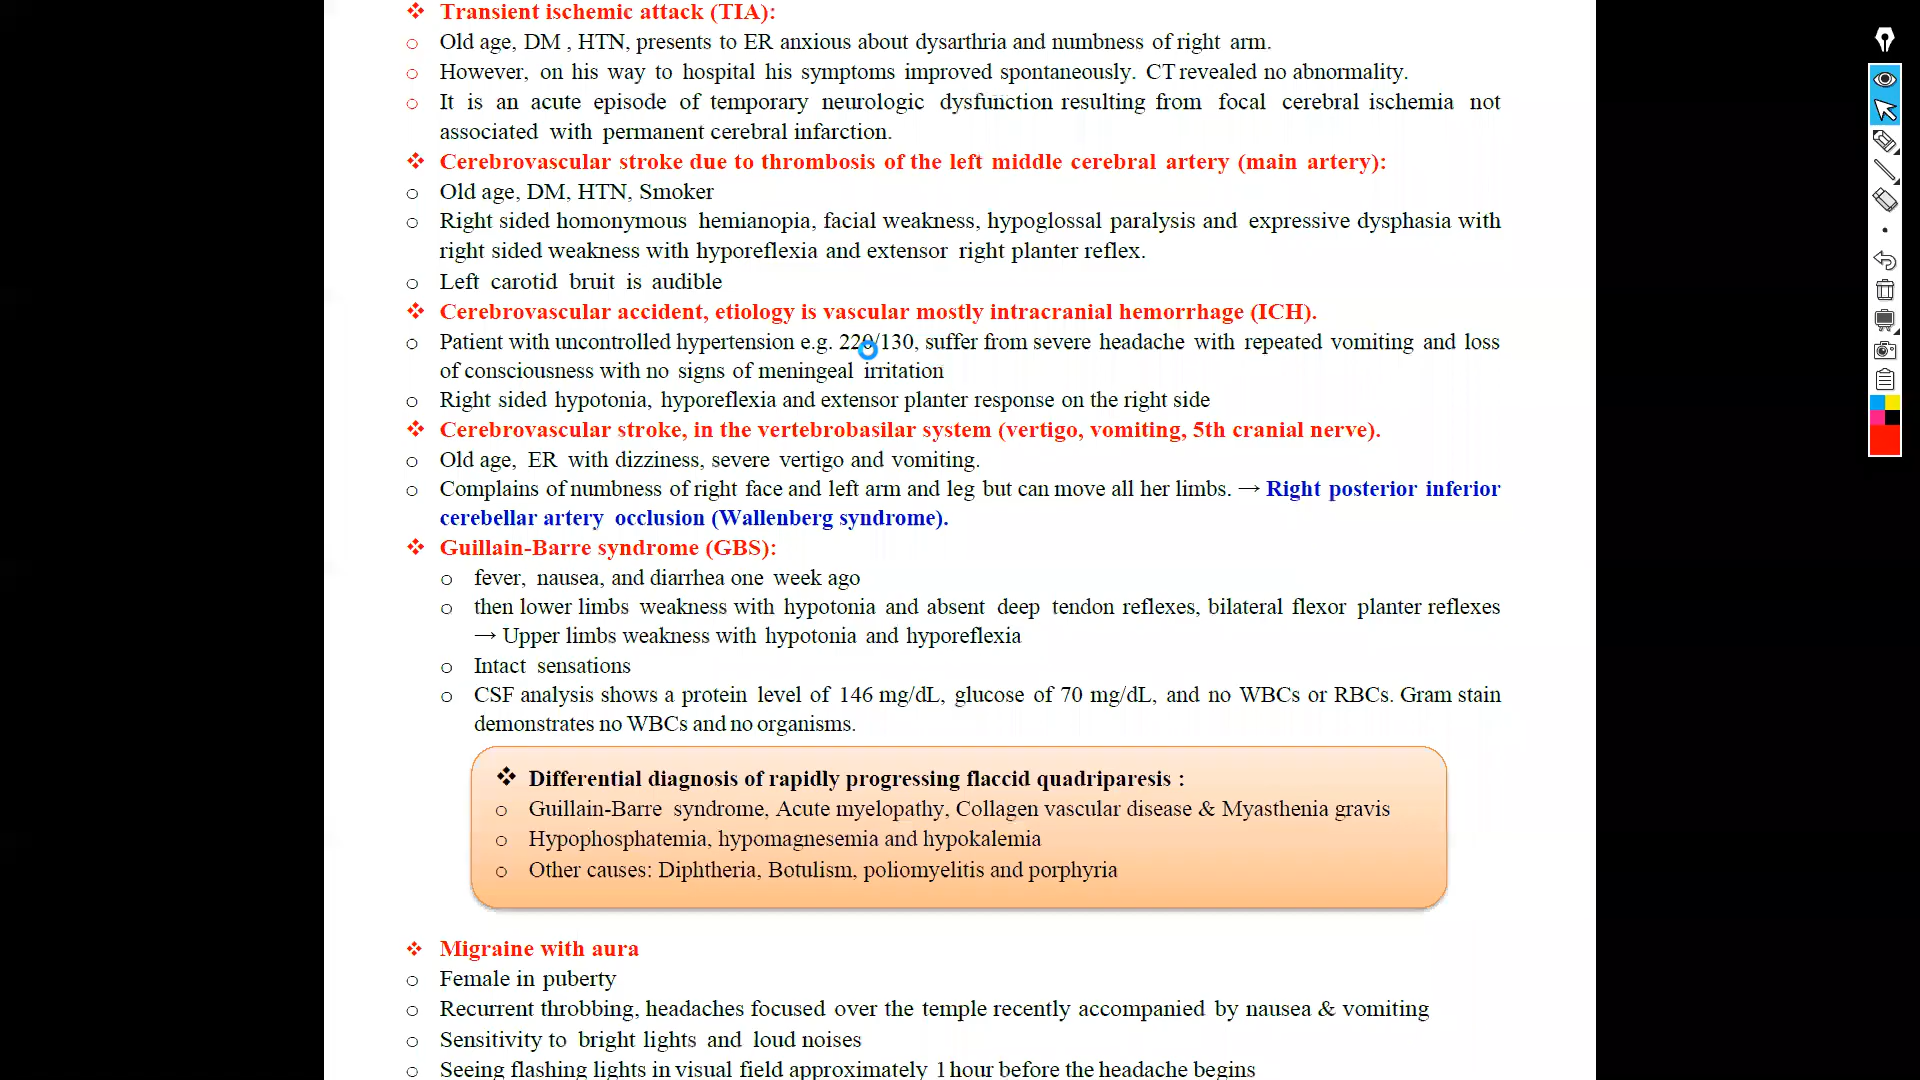 ❖ Transient ischemic attack (TIA):
o Old age, DM , HTN, presents to ER anxious about dysarthria and numbness of right arm.
o However, on his way to hospital his symptoms improved spontaneously. CT revealed no abnormality.
o It is an acute episode of temporary neurologic dysfunction resulting from focal cerebral ischemia not
associated with permanent cerebral infarction.
❖ Cerebrovascular stroke due to thrombosis of the left middle cerebral artery (main artery):
o Old age, DM, HTN, Smoker
o Right sided homonymous hemianopia, facial weakness, hypoglossal paralysis and expressive dysphasia with
right sided weakness with hyporeflexia and extensor right planter reflex.
o Left carotid bruit is audible
❖ Cerebrovascular accident, etiology is vascular mostly intracranial hemorrhage (ICH).
o Patient with uncontrolled hypertension e.g. 220/130, suffer from severe headache with repeated vomiting and loss
of consciousness with no signs of meningeal irritation
o Right sided hypotonia, hyporeflexia and extensor planter response on the right side
❖ Cerebrovascular stroke, in the vertebrobasilar system (vertigo, vomiting, 5th cranial nerve).
o Old age, ER with dizziness, severe vertigo and vomiting.
o Complains of numbness of right face and left arm and leg but can move all her limbs. → Right posterior inferior
cerebellar artery occlusion (Wallenberg syndrome).
❖ Guillain-Barre syndrome (GBS):
o fever, nausea, and diarrhea one week ago
o then lower limbs weakness with hypotonia and absent deep tendon reflexes, bilateral flexor planter reflexes
→ Upper limbs weakness with hypotonia and hyporeflexia
o Intact sensations
o CSF analysis shows a protein level of 146 mg/dL, glucose of 70 mg/dL, and no WBCs or RBCs. Gram stain
demonstrates no WBCs and no organisms.
❖ Differential diagnosis of rapidly progressing flaccid quadriparesis :
o Guillain-Barre syndrome, Acute myelopathy, Collagen vascular disease & Myasthenia gravis
o Hypophosphatemia, hypomagnesemia and hypokalemia
o Other causes: Diphtheria, Botulism, poliomyelitis and porphyria
❖ Migraine with aura
o Female in puberty
o Recurrent throbbing, headaches focused over the temple recently accompanied by nausea & vomiting
o Sensitivity to bright lights and loud noises
o Seeing flashing lights in visual field approximately 1 hour before the headache begins